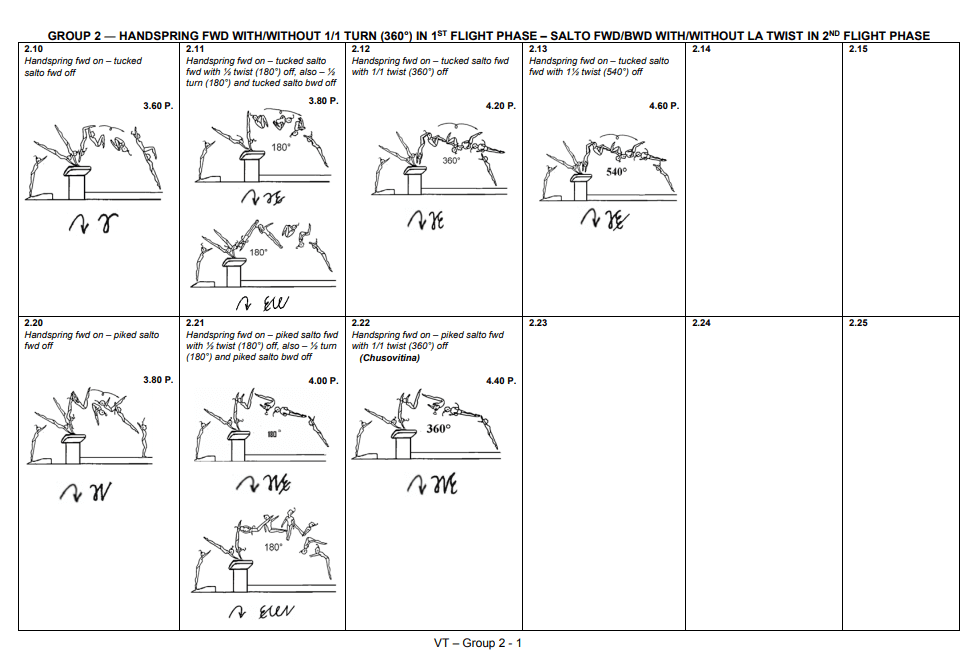 GROUP 2 — HANDSPRING FWD WITH/WITHOUT 1/1 TURN (360°) IN 1ST FLIGHT PHASE – SALTO FWD/BWD WITH/WITHOUT LA TWIST IN 2ND FLIGHT PHASE
2.10
Handspring fwd on – tucked
salto fwd off
3.60 P.
2.11
Handspring fwd on – tucked salto
fwd with ½ twist (180°) off, also – ½
turn (180°) and tucked salto bwd off
3.80 P.
180°
180°
2.12
Handspring fwd on – tucked salto fwd
with 1/1 twist (360°) off
4.20 P.
360°
2.13
Handspring fwd on – tucked salto
fwd with 1½ twist (540°) off
4.60 P.
540°
2.14
2.15
2.20
Handspring fwd on – piked salto
fwd off
3.80 P.
2.21
Handspring fwd on – piked salto fwd
with ½ twist (180°) off, also – ½ turn
(180°) and piked salto bwd off
4.00 P.
180°
180°
2.22
Handspring fwd on – piked salto fwd
with 1/1 twist (360°) off
(Chusovitina)
4.40 P.
360°
2.23
2.24
2.25
VT – Group 2 - 1